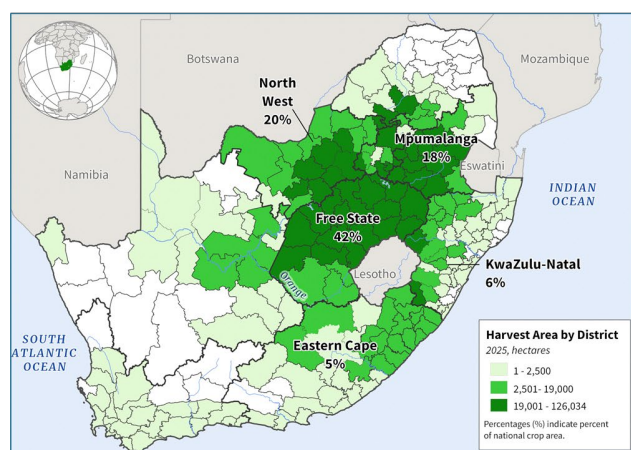 Botswana
Mozambique
North
West
20%
Mpumalanga
18%
Eswatini
Namibia
INDIAN
OCEAN
Free State
42%
Lesotho
KwaZulu-Natal
6%
Orange
SOUTH
ATLANTIC
OCEAN
Eastern Cape
5%
Harvest Area by District
2025, hectares
1 - 2,500
2,501- 19,000
19,001 - 126,034
Percentages (%) indicate percent
of national crop area.